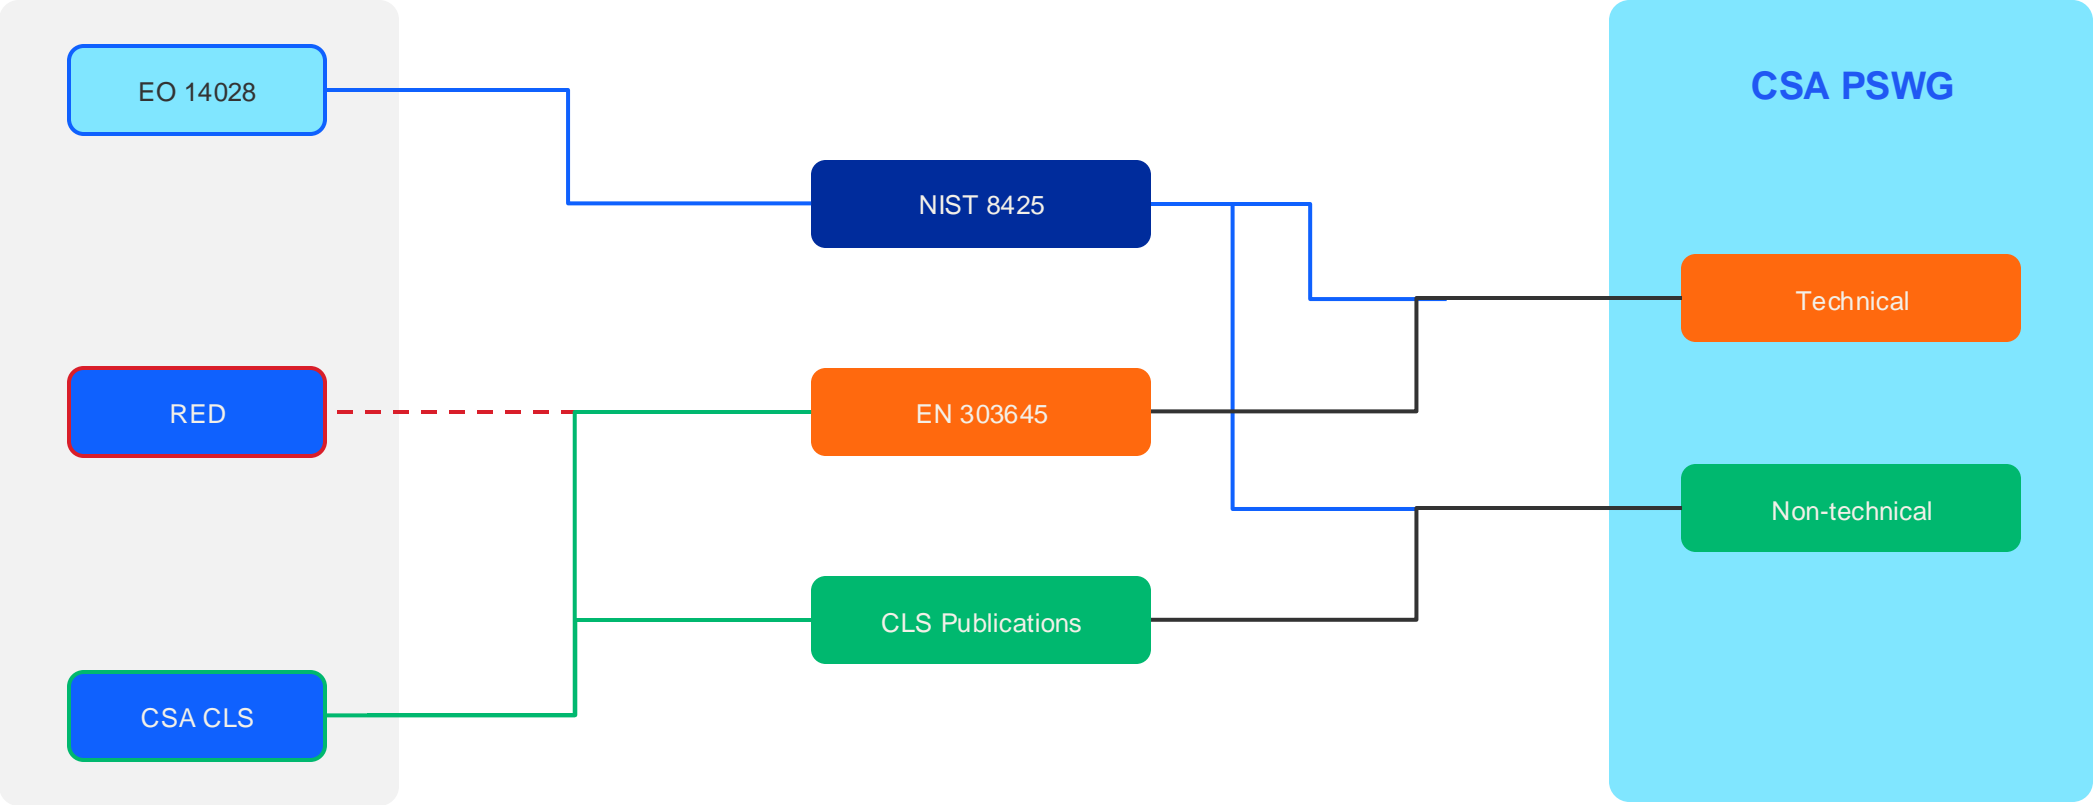 EO 14028
CSA PSWG
NIST 8425
Technical
RED
EN 303645
Non-technical
CLS Publications
CSA CLS